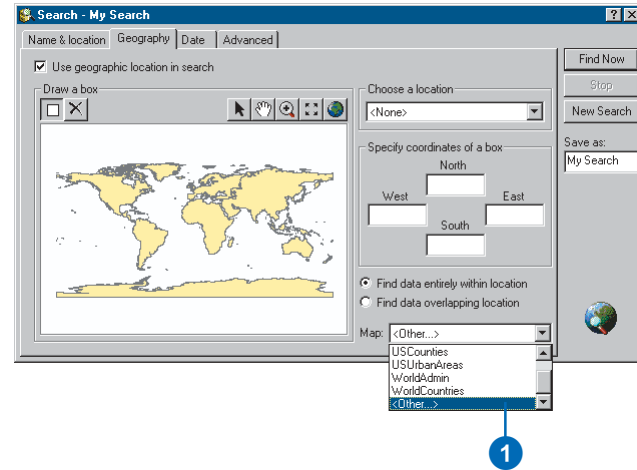 Search - My Search
Name & location Geography Date Advanced
Use geographic location in search
Draw a box
Choose a location
<None>
Specify coordinates of a box
North
West East
South
Find data entirely within location
Find data overlapping location
Map: <Other...>
USCounties
USUrbanAreas
WorldAdmin
WorldCountries
<Other...>
Find Now
Stop
New Search
Save as:
My Search
1